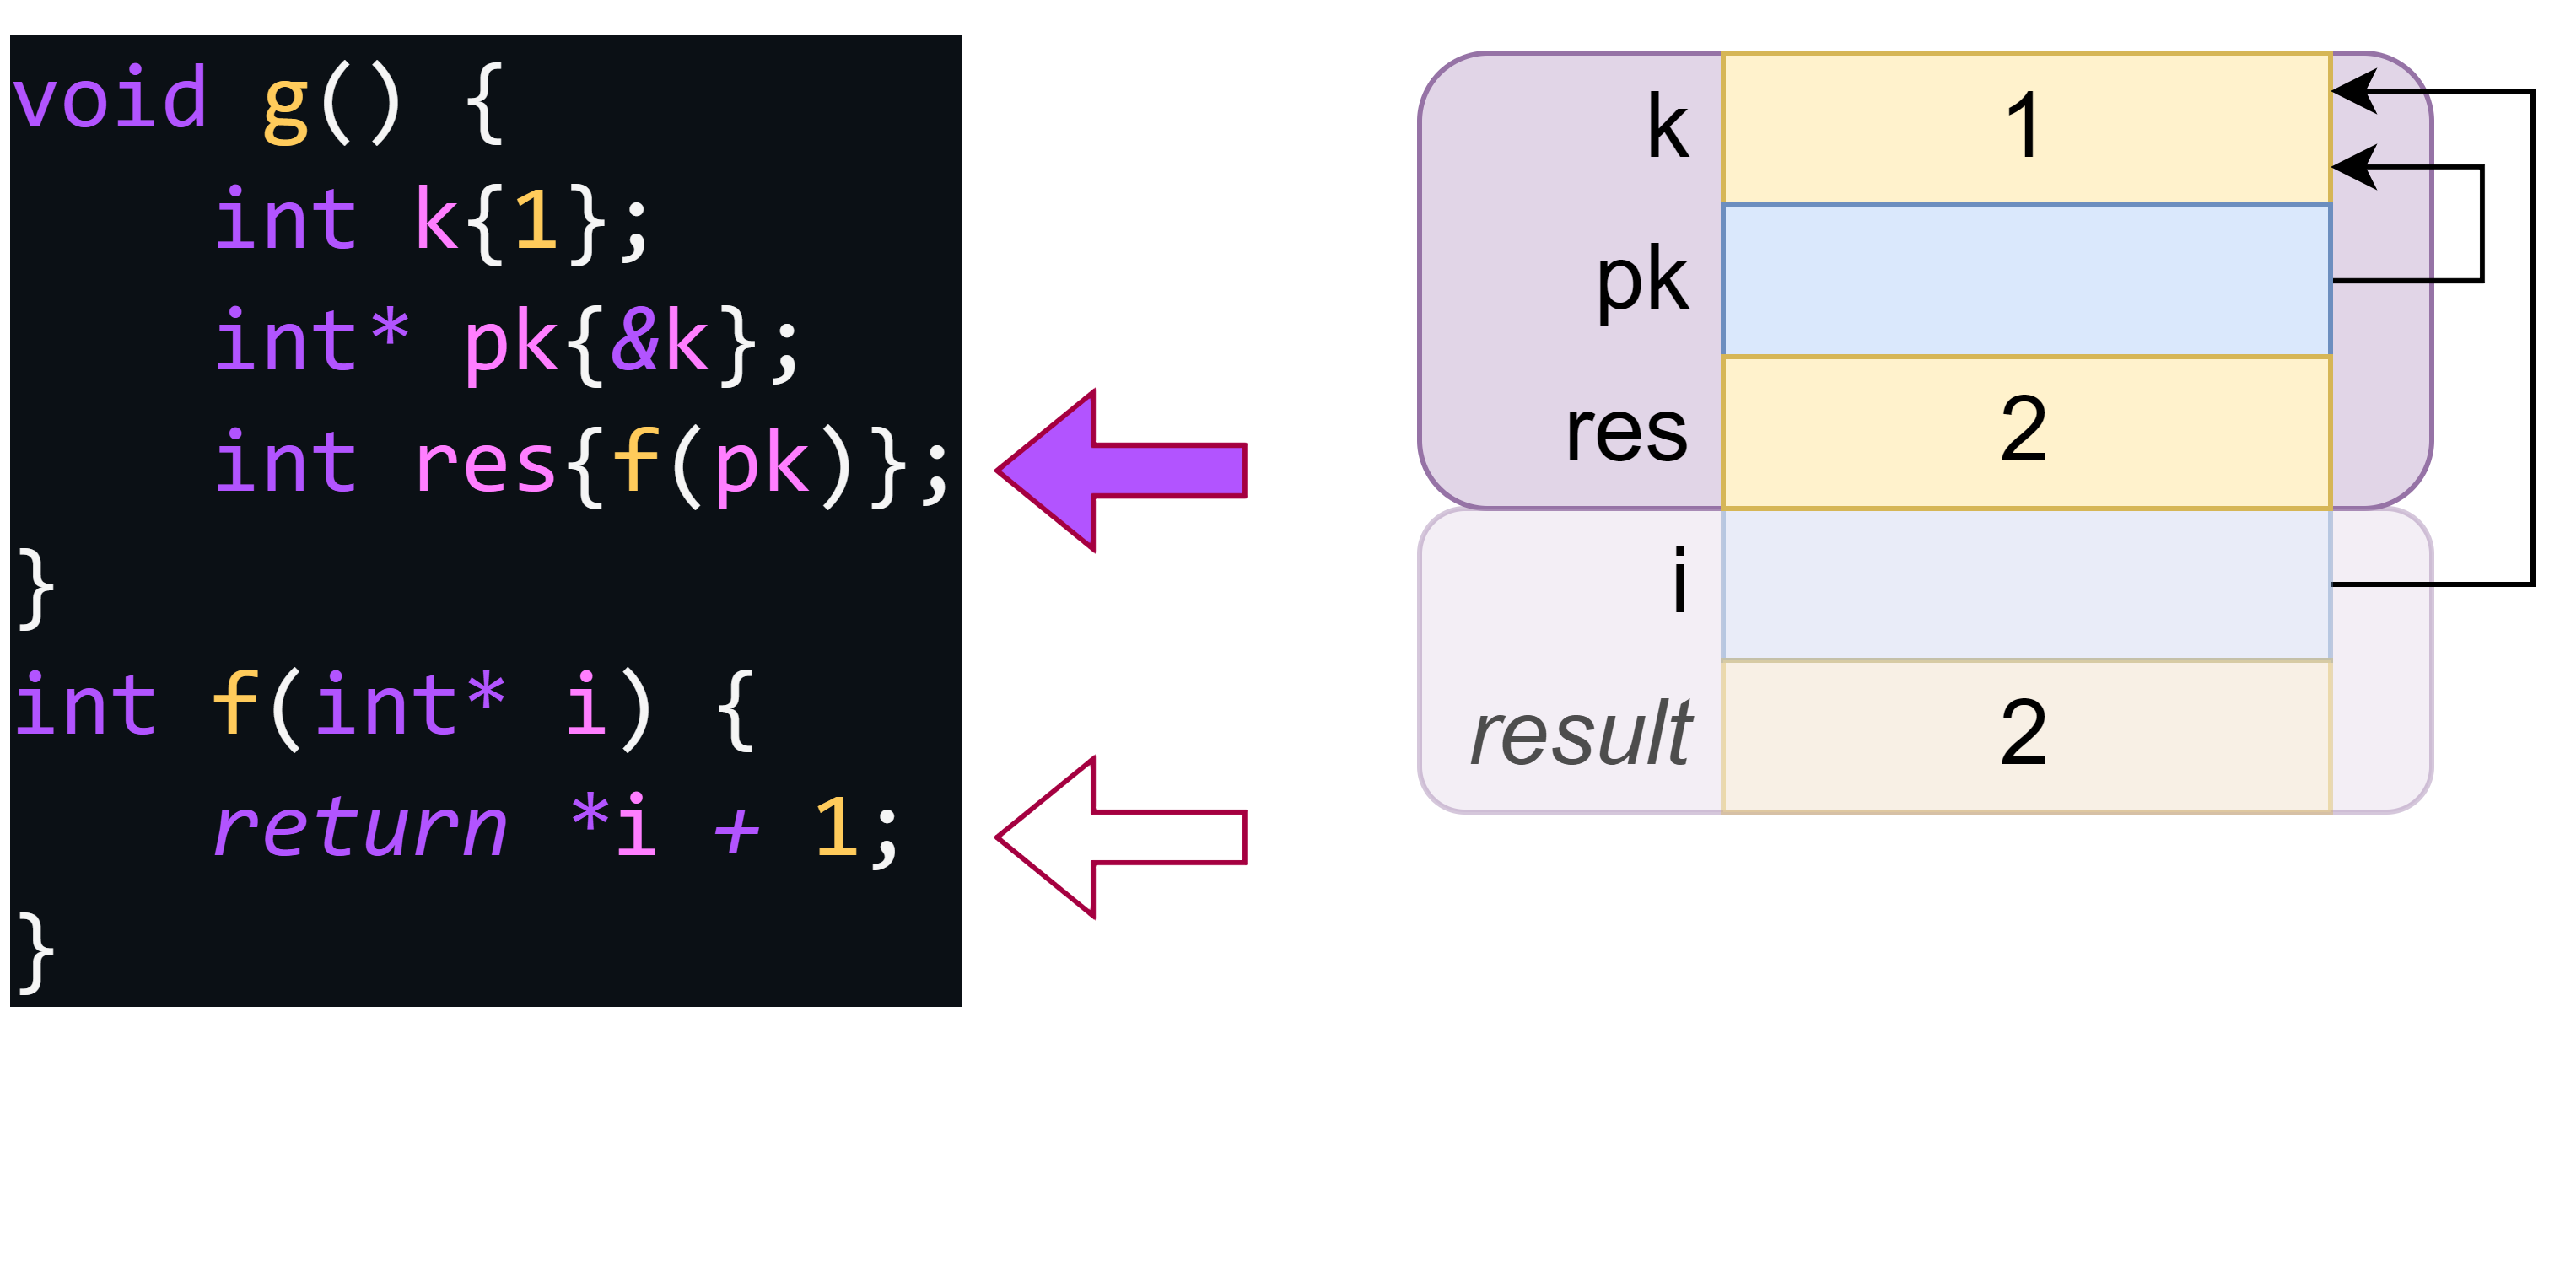 void g() {
    int k{1};
    int* pk{&k};
    int res{f(pk)};
}
int f(int* i) {
    return *i + 1;
}
k 1
pk
res 2
i
result 2